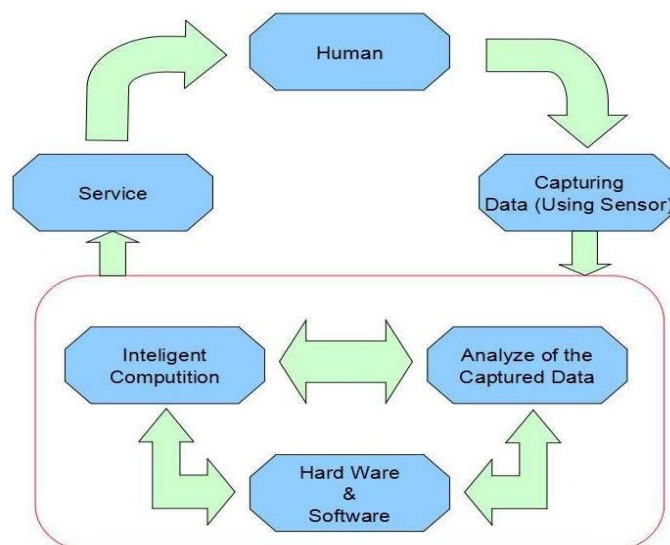 Human
Service
Capturing
Data (Using Sensor)
Inteligent
Computition
Analyze of the
Captured Data
Hard Ware
&
Software